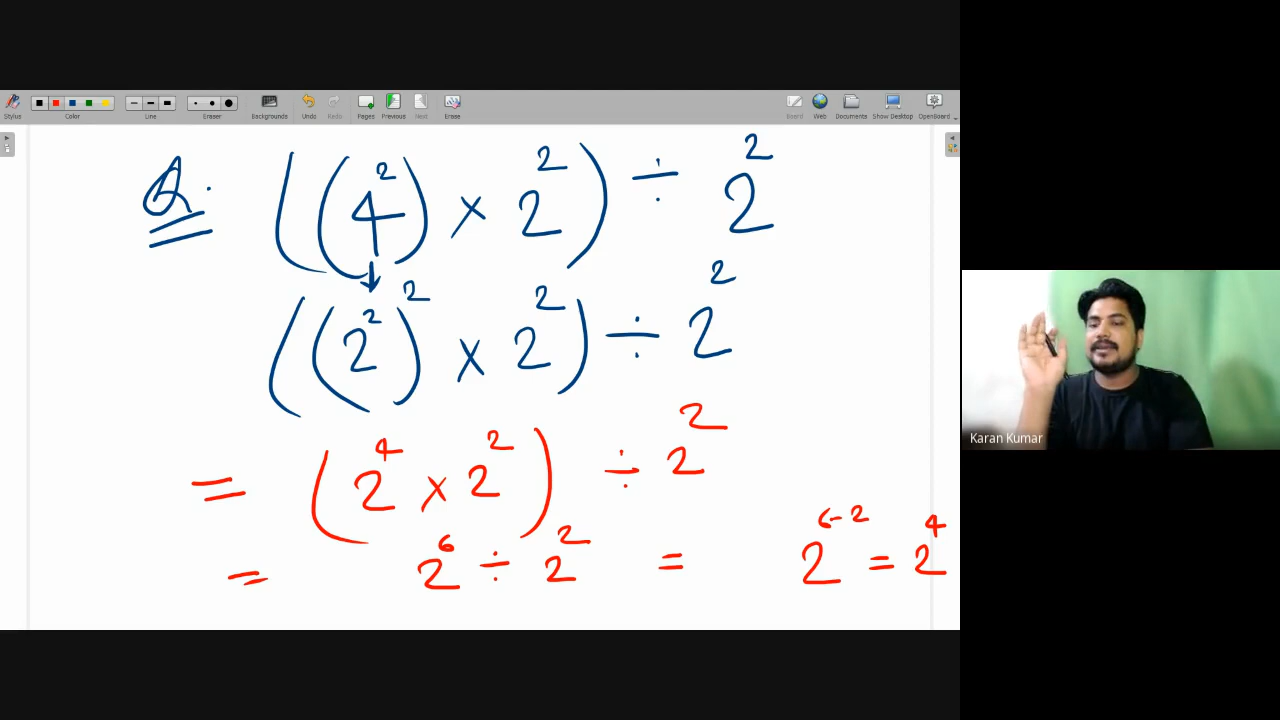 Stylus Color Line Eraser Backgrounds Undo Redo Pages Previous Next Erase Board Web Documents Show Desktop OpenBoard
Q. ((4²) × 2²) ÷ 2²
↓
((2²)² × 2²) ÷ 2²
= (2⁴ × 2²) ÷ 2²
= 2⁶ ÷ 2² = 2⁶⁻² = 2⁴
Karan Kumar